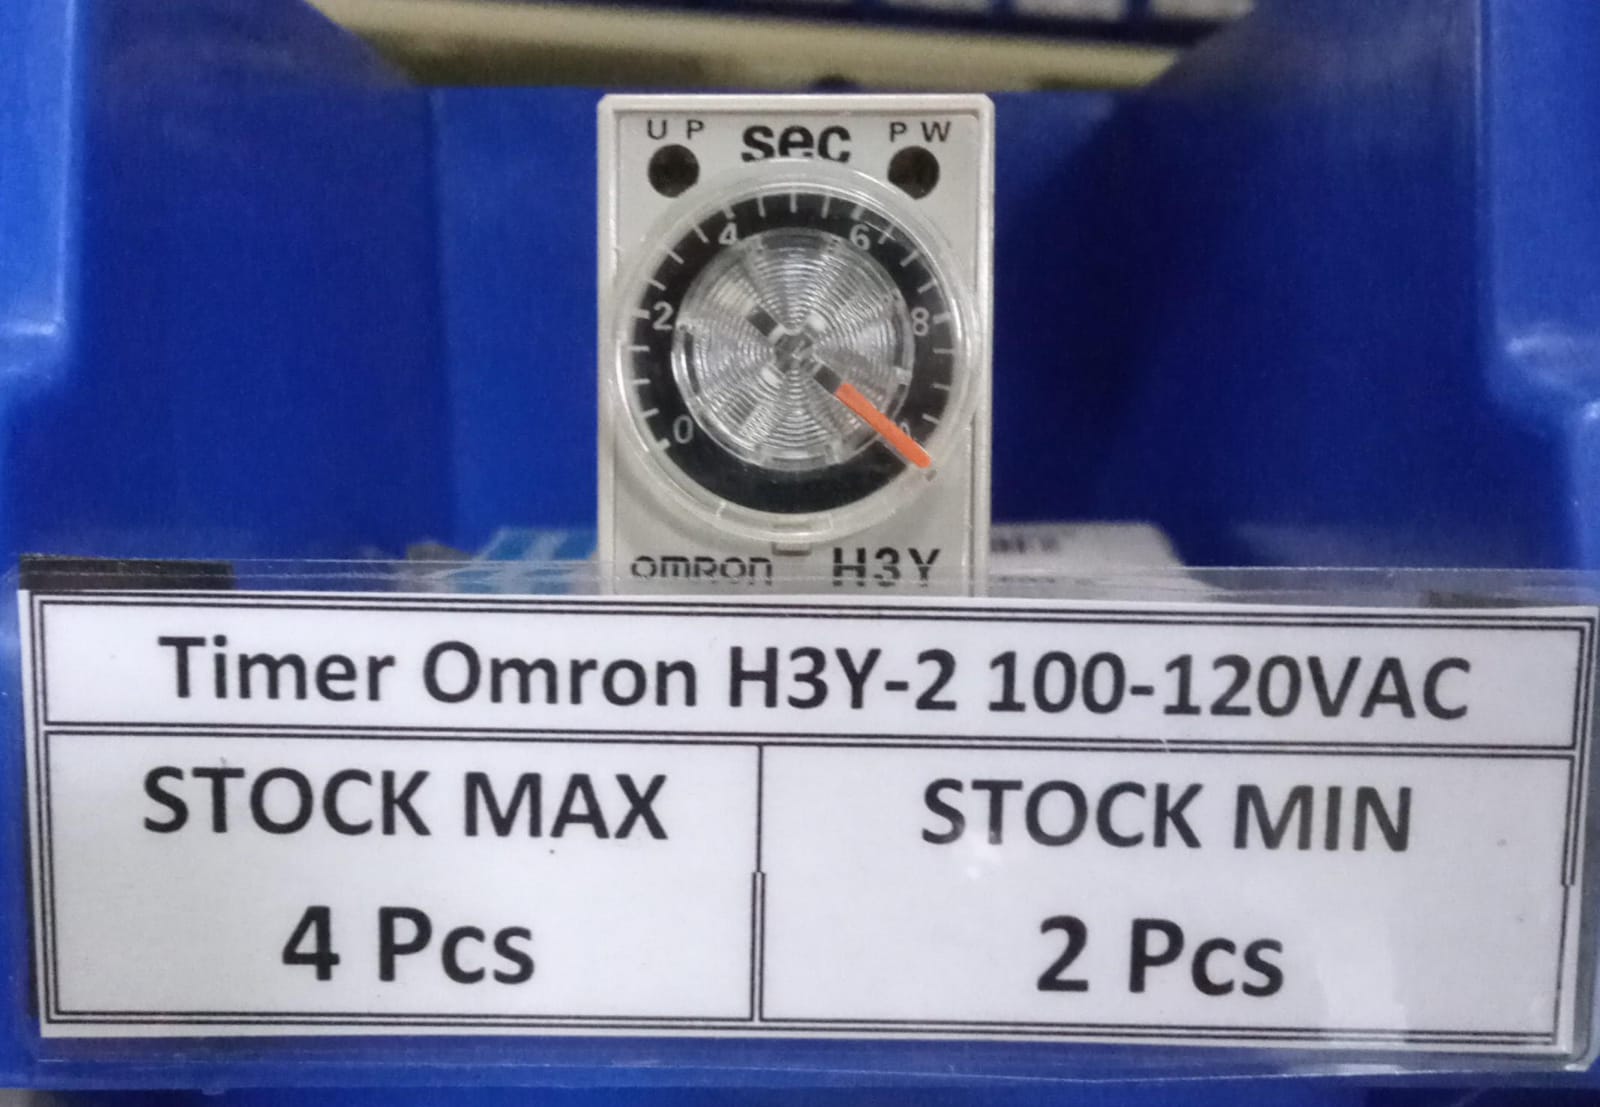 UP sec PW
4 6
2 8
0
omron H3Y
Timer Omron H3Y-2 100-120VAC
STOCK MAX STOCK MIN
4 Pcs 2 Pcs